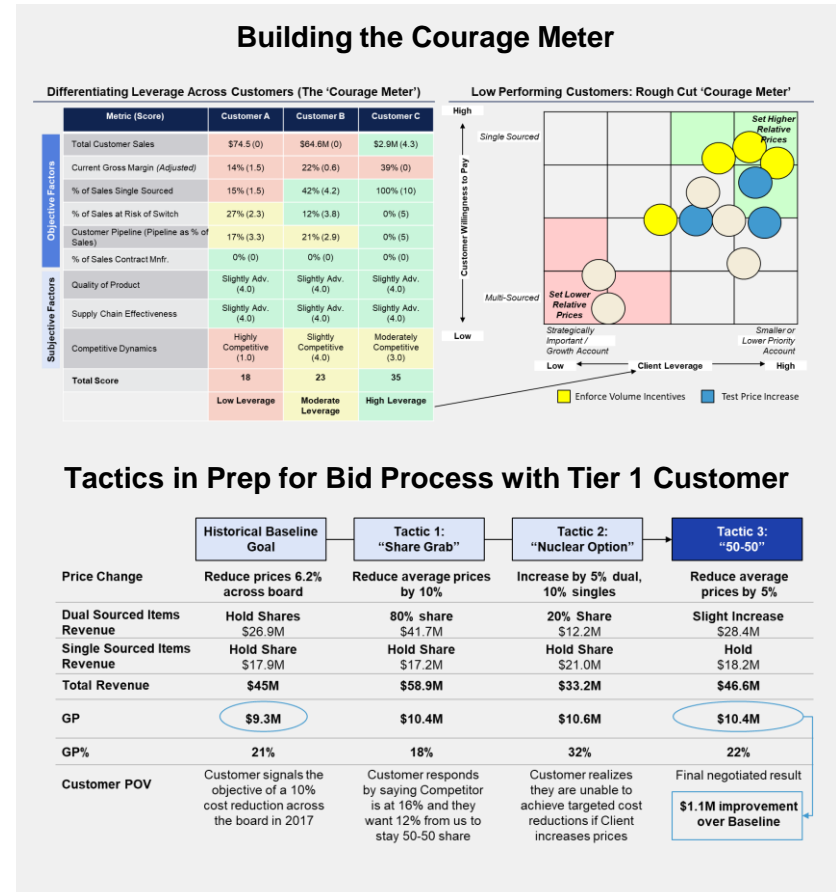 Building the Courage Meter
Differentiating Leverage Across Customers (The ‘Courage Meter’)
Metric (Score) Customer A Customer B Customer C
Objective Factors
Total Customer Sales $74.5 (0) $64.6M (0) $2.9M (4.3)
Current Gross Margin (Adjusted) 14% (1.5) 22% (0.6) 39% (0)
% of Sales Single Sourced 15% (1.5) 42% (4.2) 100% (10)
% of Sales at Risk of Switch 27% (2.3) 12% (3.8) 0% (5)
Customer Pipeline (Pipeline as % of
Sales) 17% (3.3) 21% (2.9) 0% (5)
% of Sales Contract Mnfr. 0% (0) 0% (0) 0% (0)
Subjective Factors
Quality of Product Slightly Adv. Slightly Adv. Slightly Adv.
(4.0) (4.0) (4.0)
Supply Chain Effectiveness Slightly Adv. Slightly Adv. Slightly Adv.
(4.0) (4.0) (4.0)
Competitive Dynamics Highly Slightly Moderately
Competitive Competitive Competitive
(1.0) (4.0) (3.0)
Total Score 18 23 35
Low Leverage Moderate High Leverage
Leverage
Low Performing Customers: Rough Cut ‘Courage Meter’
High
Single Sourced
Customer Willingness to Pay
Multi-Sourced
Low
Set Higher
Relative
Prices
Set Lower
Relative
Prices
Strategically
Important /
Growth Account
Smaller or
Lower Priority
Account
Low Client Leverage High
Enforce Volume Incentives Test Price Increase
Tactics in Prep for Bid Process with Tier 1 Customer
Historical Baseline Tactic 1: Tactic 2: Tactic 3:
Goal “Share Grab” “Nuclear Option” “50-50”
Price Change Reduce prices 6.2% Reduce average prices Increase by 5% dual, Reduce average
across board by 10% 10% singles prices by 5%
Dual Sourced Items Hold Shares 80% share 20% Share Slight Increase
Revenue $26.9M $41.7M $12.2M $28.4M
Single Sourced Items Hold Share Hold Share Hold Share Hold
Revenue $17.9M $17.2M $21.0M $18.2M
Total Revenue $45M $58.9M $33.2M $46.6M
GP $9.3M $10.4M $10.6M $10.4M
GP% 21% 18% 32% 22%
Customer POV Customer signals the Customer responds Customer realizes Final negotiated result
objective of a 10% by saying Competitor they are unable to
cost reduction across is at 16% and they achieve targeted cost
the board in 2017 want 12% from us to reductions if Client
stay 50-50 share increases prices
$1.1M improvement
over Baseline